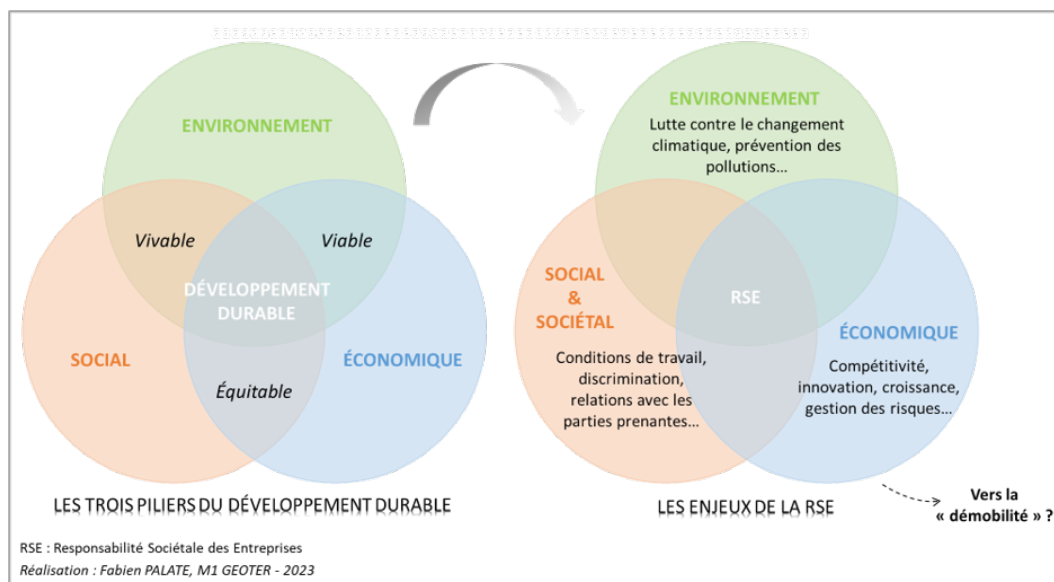 ENVIRONNEMENT
Vivable
Viable
DÉVELOPPEMENT
DURABLE
SOCIAL
ÉCONOMIQUE
Équitable
LES TROIS PILIERS DU DÉVELOPPEMENT DURABLE
ENVIRONNEMENT
Lutte contre le changement
climatique, prévention des
pollutions…
SOCIAL
&
SOCIÉTAL
Conditions de travail,
discrimination,
relations avec les
parties prenantes…
RSE
ÉCONOMIQUE
Compétitivité,
innovation, croissance,
gestion des risques…
LES ENJEUX DE LA RSE
Vers la
« démobilité » ?
RSE : Responsabilité Sociétale des Entreprises
Réalisation : Fabien PALATE, M1 GEOTER - 2023